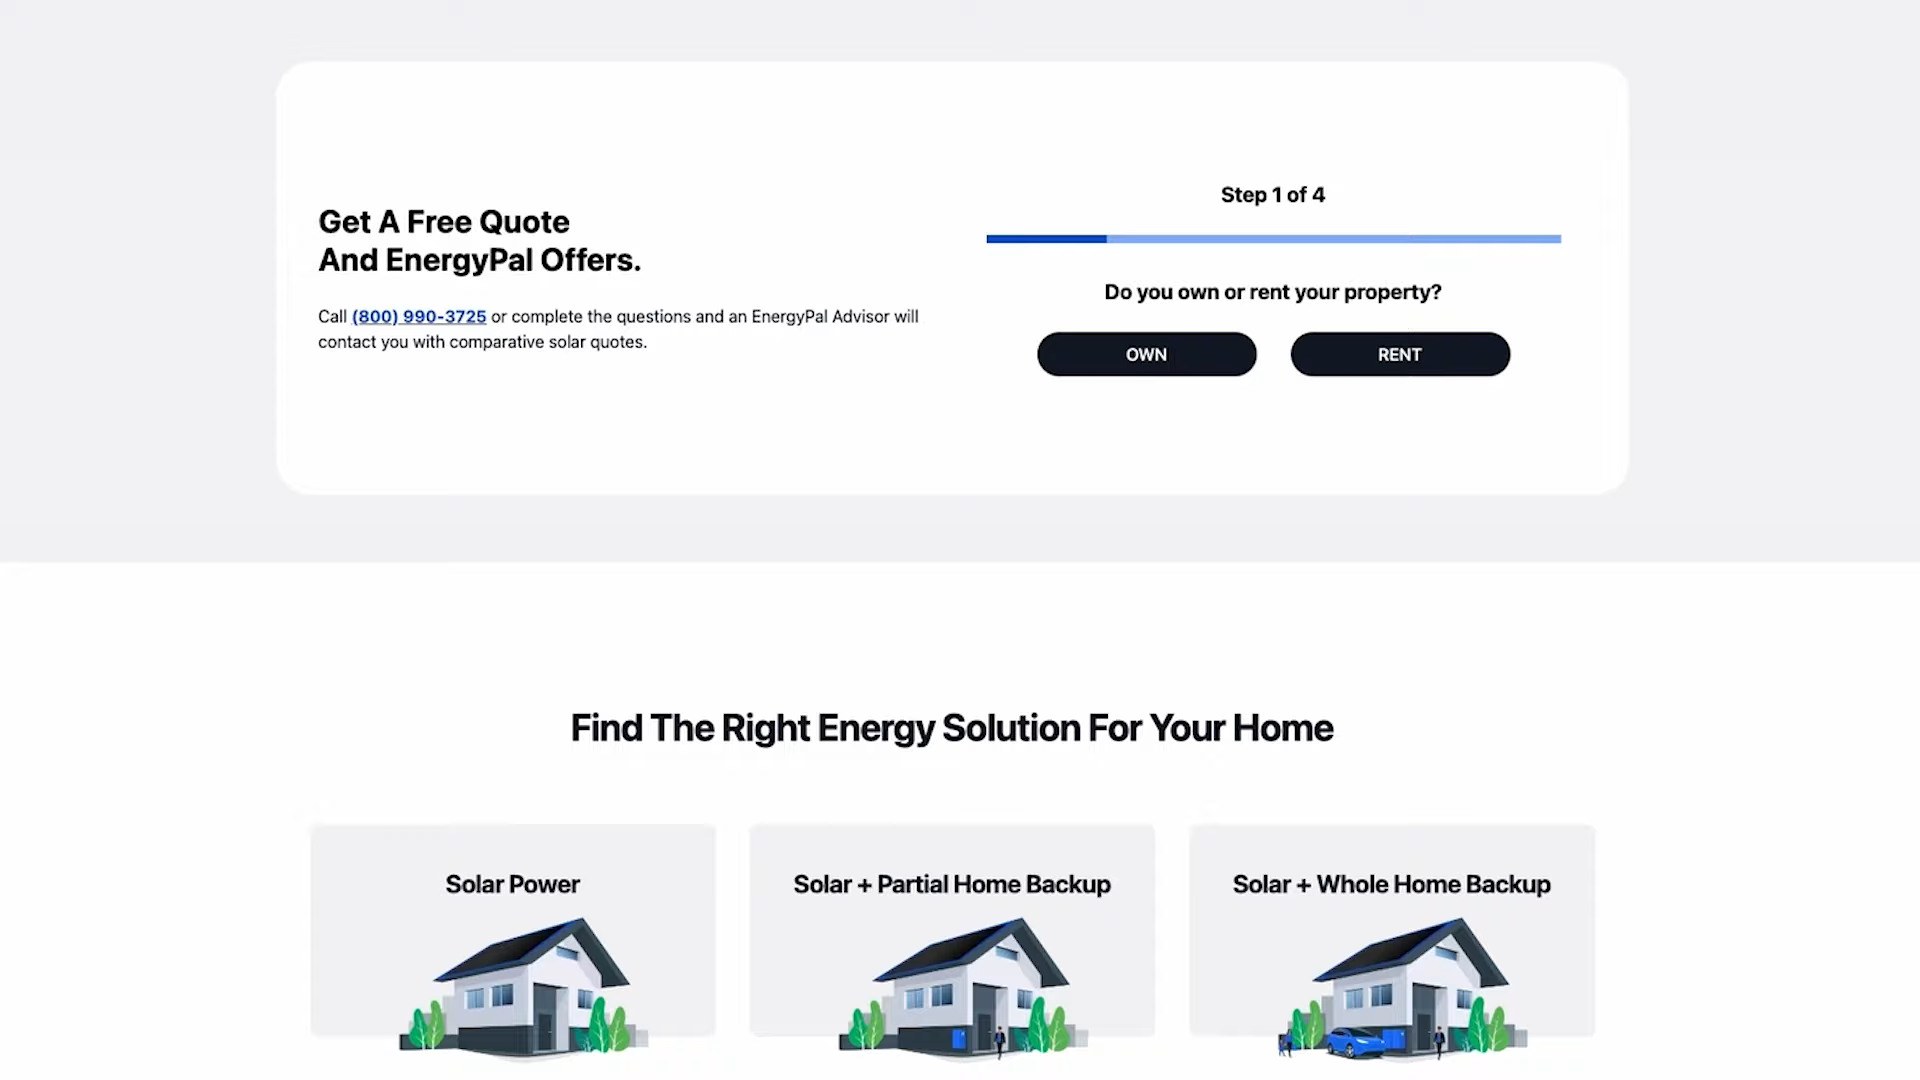 Get A Free Quote
And EnergyPal Offers.
Call (800) 990-3725 or complete the questions and an EnergyPal Advisor will
contact you with comparative solar quotes.
Step 1 of 4
Do you own or rent your property?
OWN
RENT
Find The Right Energy Solution For Your Home
Solar Power
Solar + Partial Home Backup
Solar + Whole Home Backup